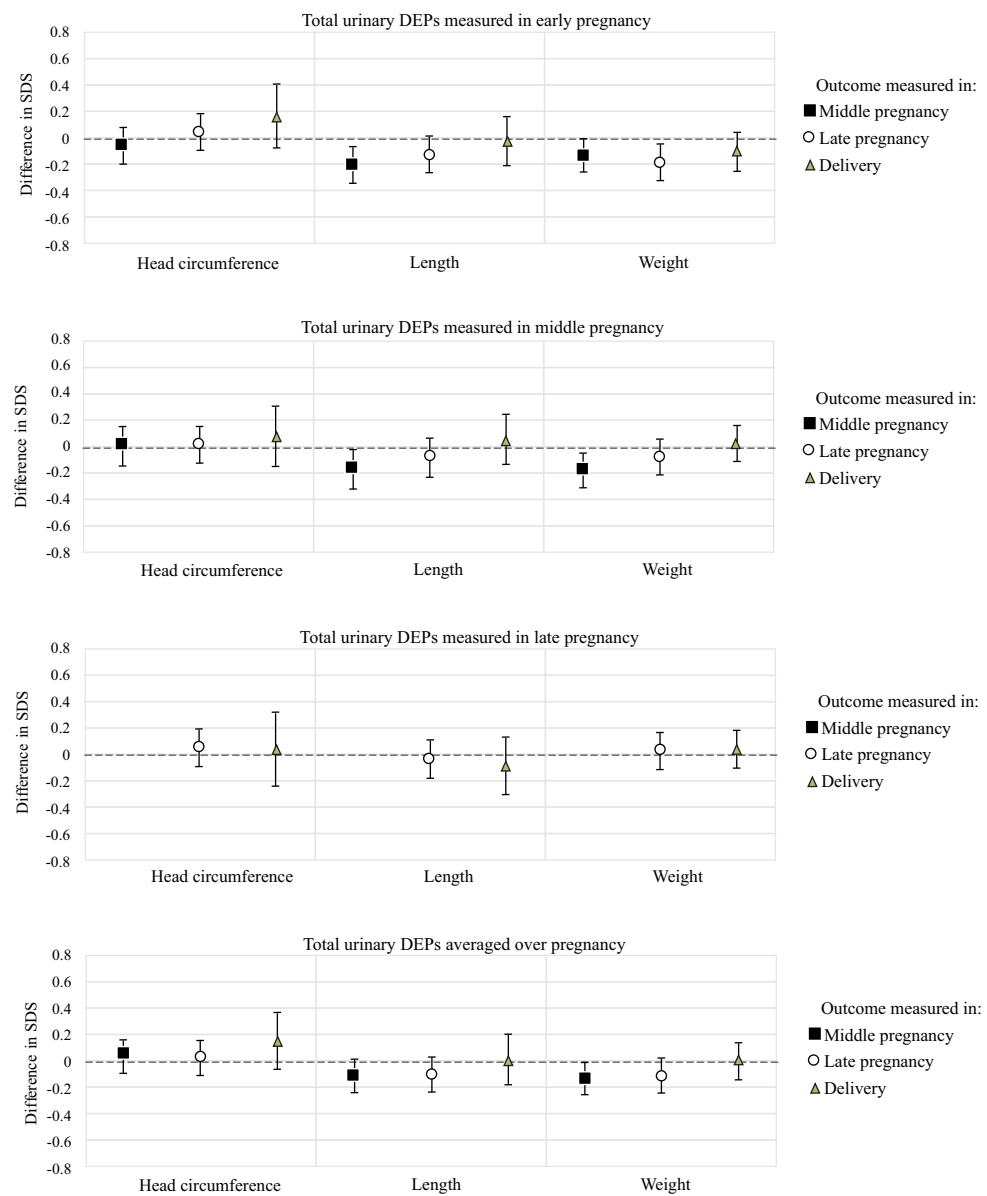 Total urinary DEPs measured in early pregnancy
0.8
0.6
0.4
0.2
0
-0.2
-0.4
-0.6
-0.8
Difference in SDS
Head circumference
Length
Weight
Outcome measured in:
Middle pregnancy
Late pregnancy
Delivery
Total urinary DEPs measured in middle pregnancy
0.8
0.6
0.4
0.2
0
-0.2
-0.4
-0.6
-0.8
Difference in SDS
Head circumference
Length
Weight
Outcome measured in:
Middle pregnancy
Late pregnancy
Delivery
Total urinary DEPs measured in late pregnancy
0.8
0.6
0.4
0.2
0
-0.2
-0.4
-0.6
-0.8
Difference in SDS
Head circumference
Length
Weight
Outcome measured in:
Middle pregnancy
Late pregnancy
Delivery
Total urinary DEPs averaged over pregnancy
0.8
0.6
0.4
0.2
0
-0.2
-0.4
-0.6
-0.8
Difference in SDS
Head circumference
Length
Weight
Outcome measured in:
Middle pregnancy
Late pregnancy
Delivery